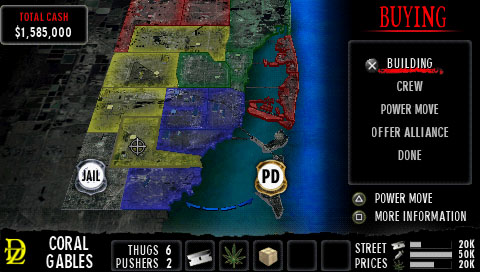 TOTAL CASH
$1,585,000
BUYING
BUILDING
CREW
POWER MOVE
OFFER ALLIANCE
DONE
POWER MOVE
MORE INFORMATION
JAIL
PD
CORAL
GABLES
THUGS 6
PUSHERS 2
STREET
PRICES
20K
50K
20K